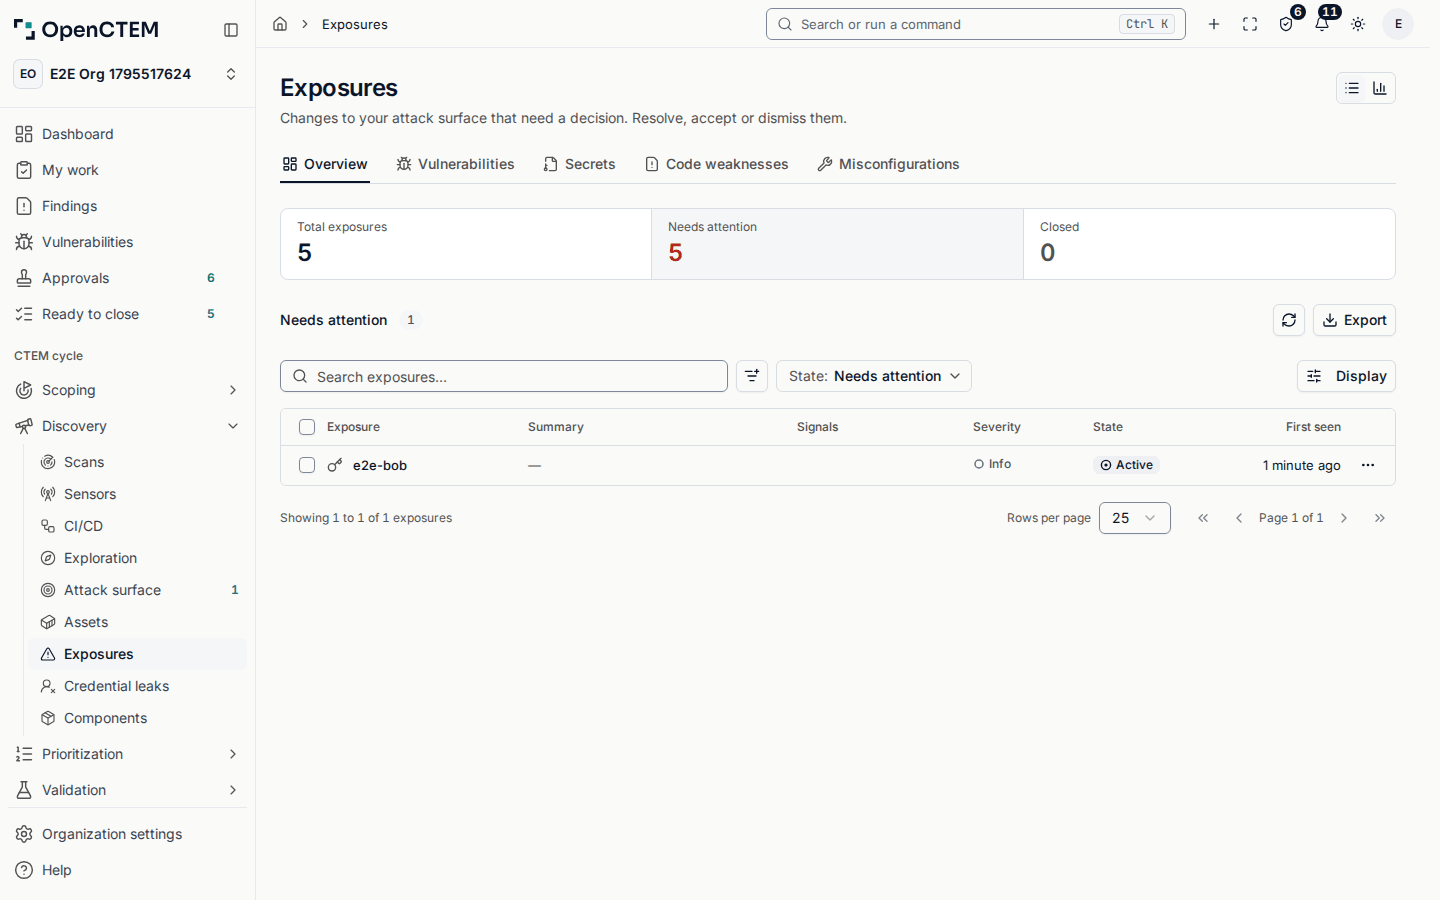 OpenCTEM
EO E2E Org 1795517624
Dashboard
My work
Findings
Vulnerabilities
Approvals 6
Ready to close 5
CTEM cycle
Scoping
Discovery
Scans
Sensors
CI/CD
Exploration
Attack surface 1
Assets
Exposures
Credential leaks
Components
Prioritization
Validation
Organization settings
Help
Exposures
Search or run a command Ctrl K
6
11
E
Exposures
Changes to your attack surface that need a decision. Resolve, accept or dismiss them.
Overview Vulnerabilities Secrets Code weaknesses Misconfigurations
Total exposures
5
Needs attention
5
Closed
0
Needs attention 1
Export
Search exposures...
State: Needs attention
Display
Exposure Summary Signals Severity State First seen
e2e-bob — Info Active 1 minute ago
Showing 1 to 1 of 1 exposures
Rows per page 25 Page 1 of 1